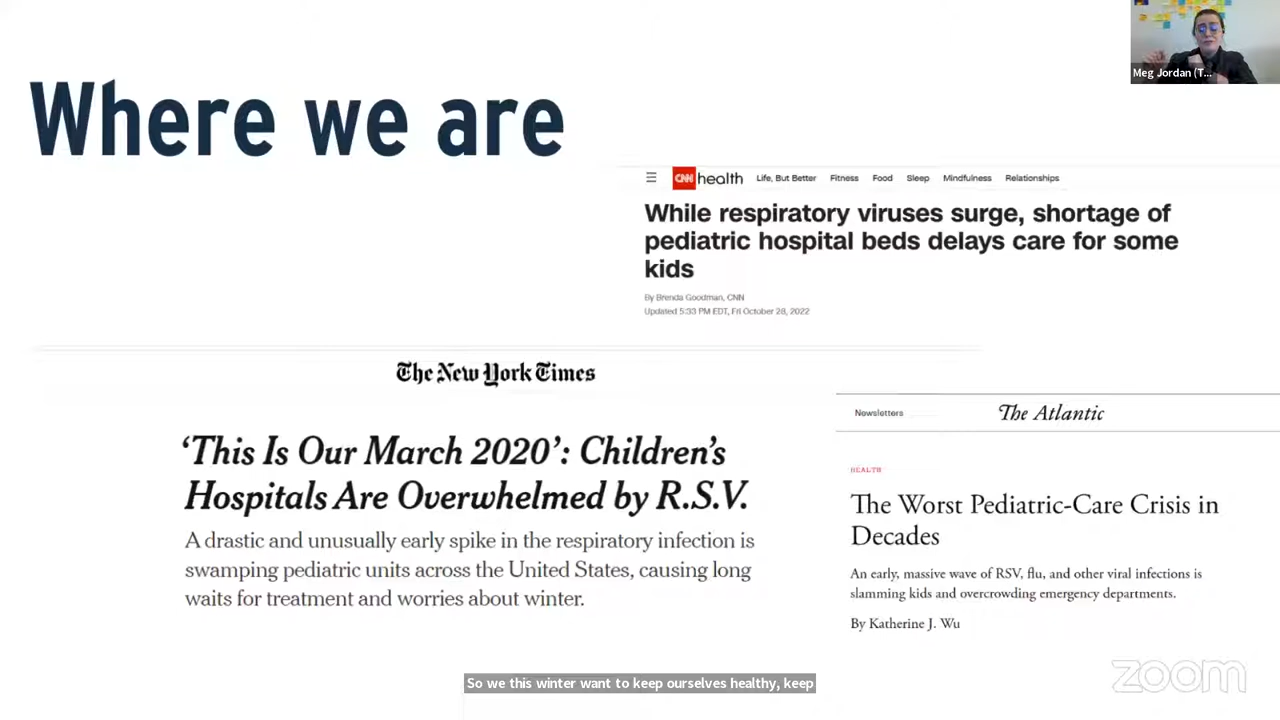 Meg Jordan (T...
Where we are
CNN health Life, But Better Fitness Food Sleep Mindfulness Relationships
While respiratory viruses surge, shortage of
pediatric hospital beds delays care for some
kids
By Brenda Goodman, CNN
Updated 5:33 PM EDT, Fri October 28, 2022
The New York Times
‘This Is Our March 2020’: Children’s
Hospitals Are Overwhelmed by R.S.V.
A drastic and unusually early spike in the respiratory infection is
swamping pediatric units across the United States, causing long
waits for treatment and worries about winter.
Newsletters The Atlantic
HEALTH
The Worst Pediatric-Care Crisis in
Decades
An early, massive wave of RSV, flu, and other viral infections is
slamming kids and overcrowding emergency departments.
By Katherine J. Wu
So we this winter want to keep ourselves healthy, keep
zoom